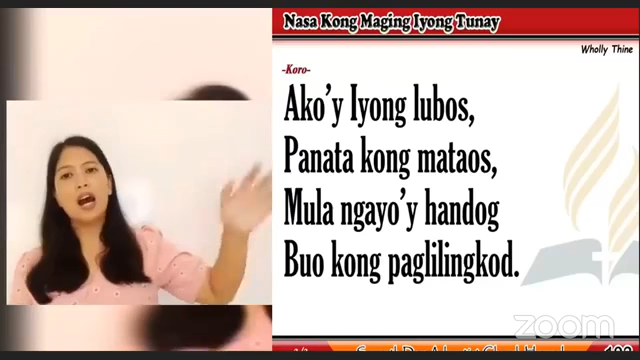 Nasa Kong Maging Iyong Tunay
Wholly Thine
-Koro-
Ako'y Iyong lubos,
Panata kong mataos,
Mula ngayo'y handog
Buo kong paglilingkod.
zoom